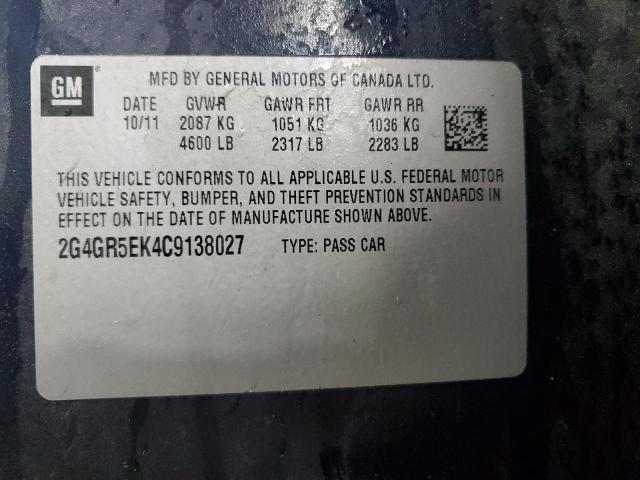 GM ® MFD BY GENERAL MOTORS OF CANADA LTD.
DATE GVWR GAWR FRT GAWR RR
10/11 2087 KG 1051 KG 1036 KG
4600 LB 2317 LB 2283 LB
THIS VEHICLE CONFORMS TO ALL APPLICABLE U.S. FEDERAL MOTOR
VEHICLE SAFETY, BUMPER, AND THEFT PREVENTION STANDARDS IN
EFFECT ON THE DATE OF MANUFACTURE SHOWN ABOVE.
2G4GR5EK4C9138027 TYPE: PASS CAR